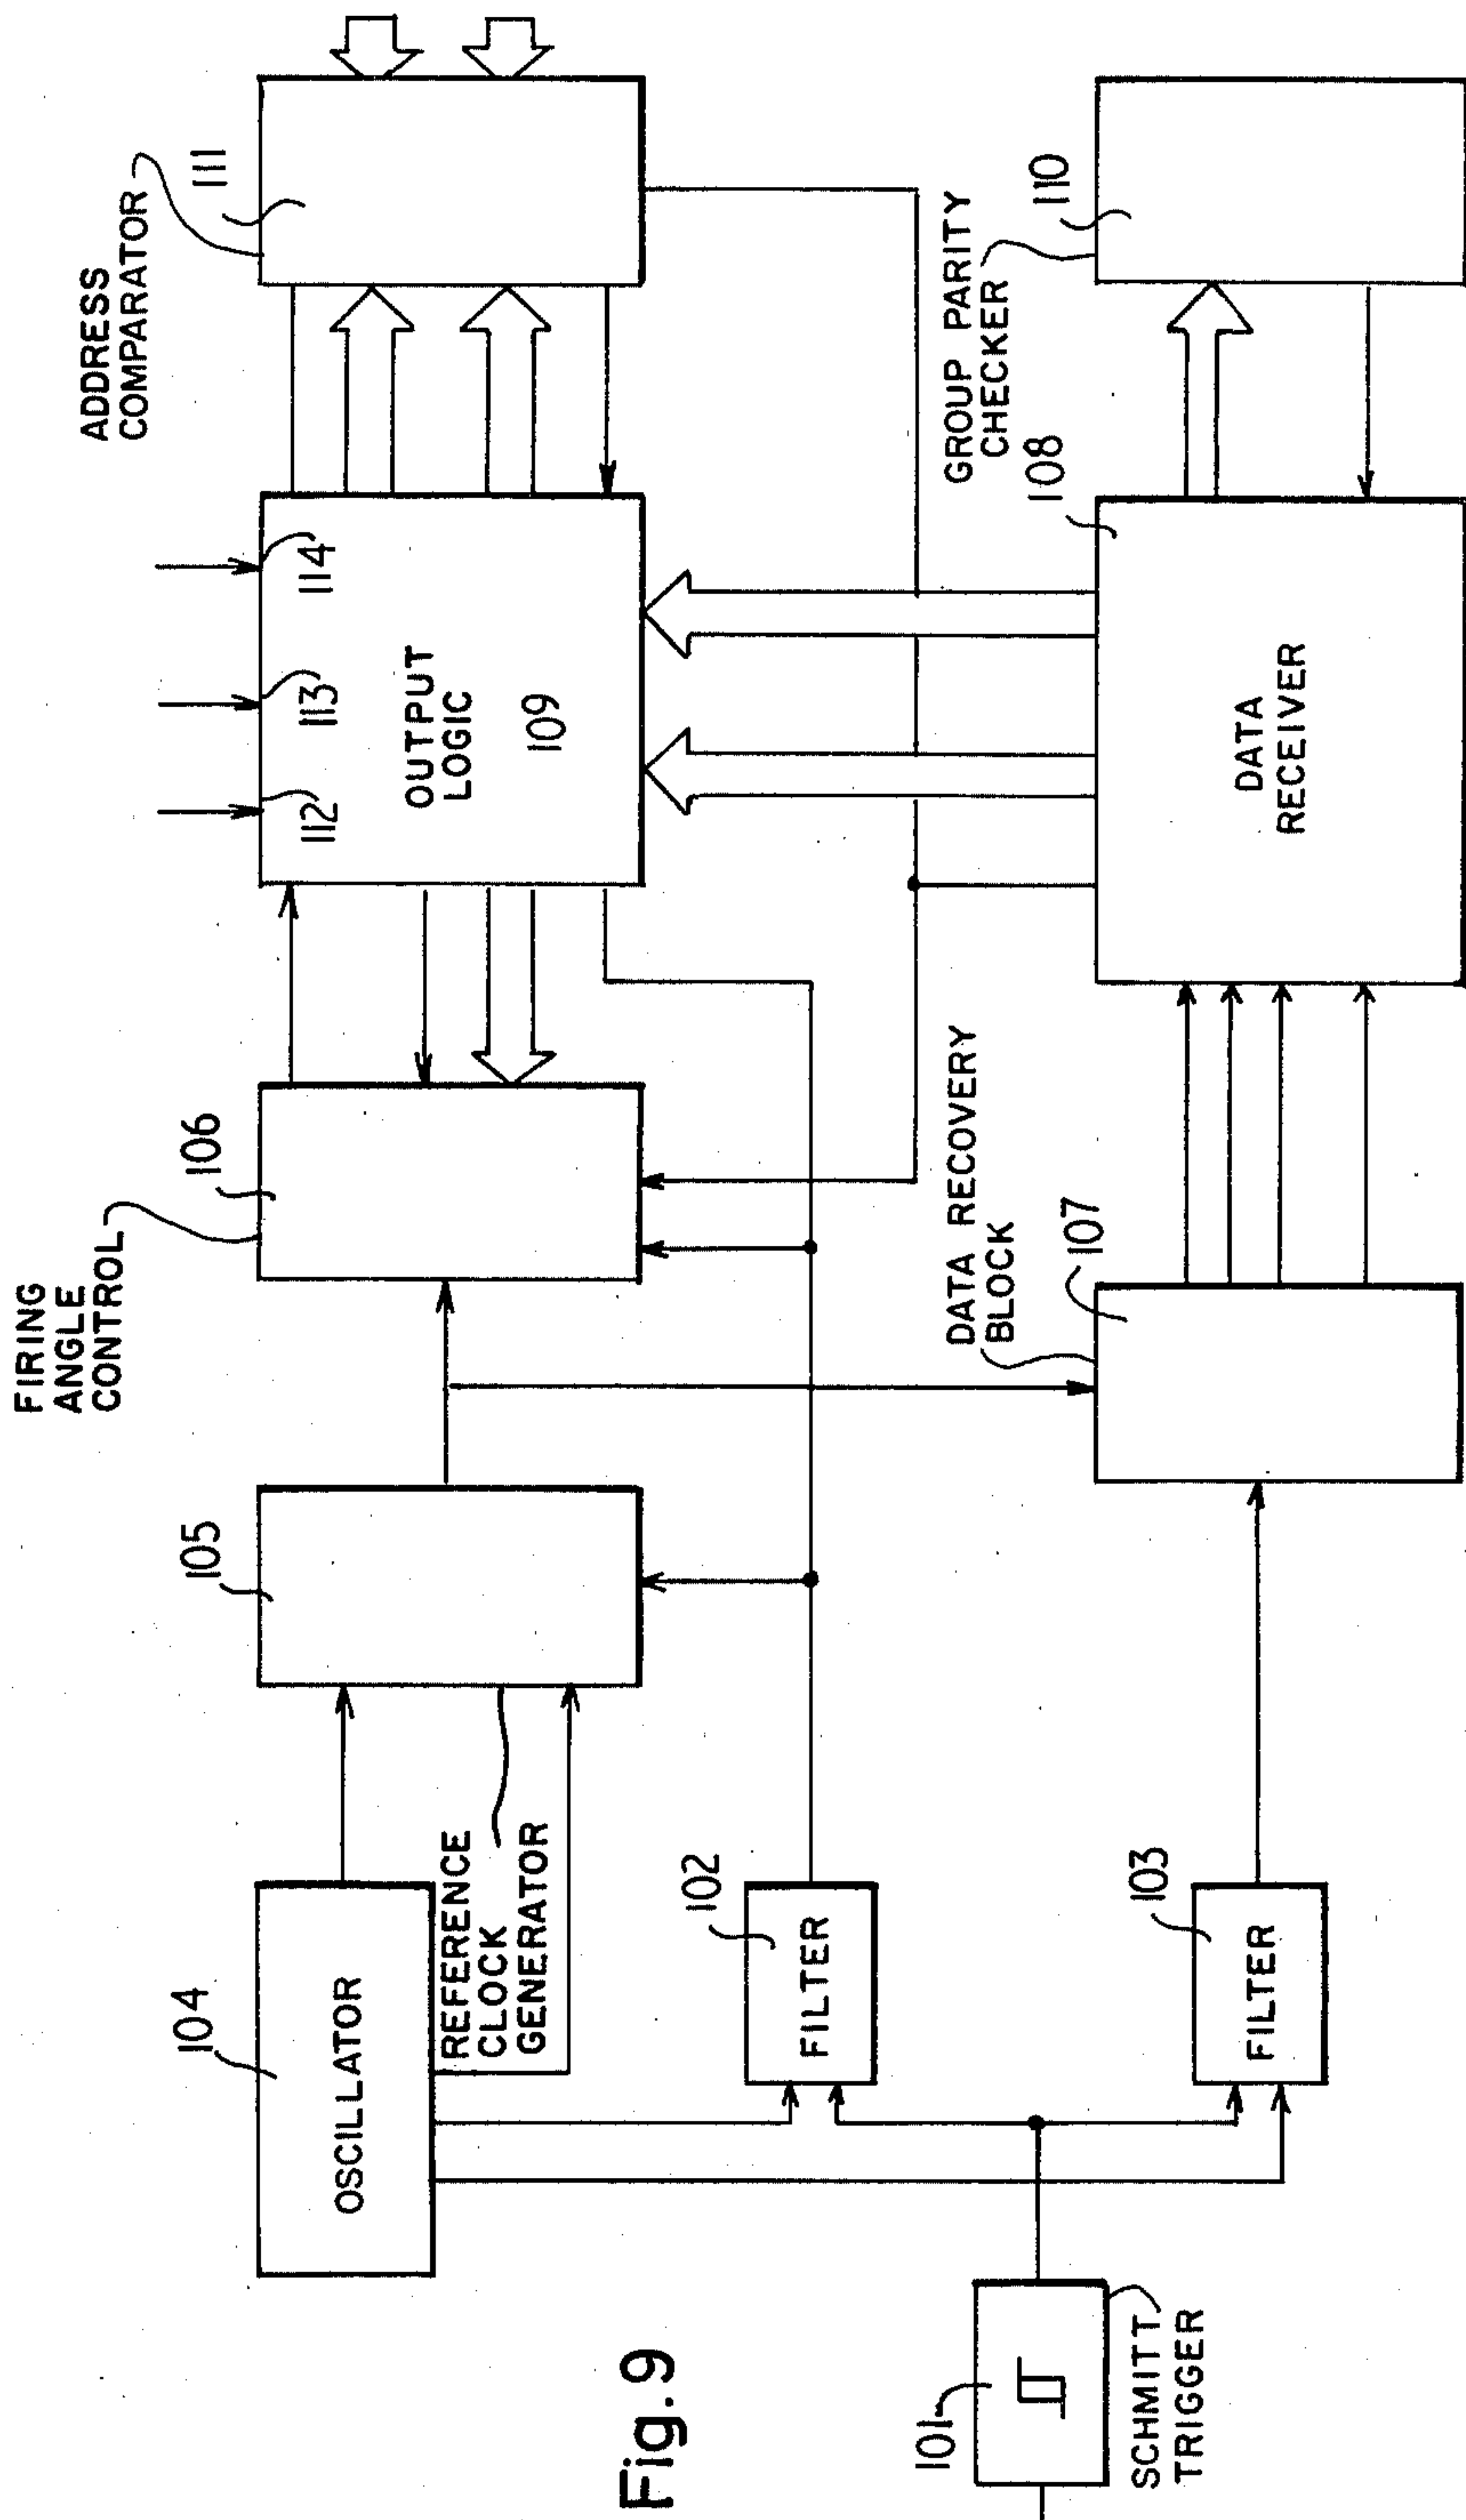 Fig.9
SCHMITT
TRIGGER
101
OSCILLATOR
104
REFERENCE
CLOCK
GENERATOR
FILTER
102
FILTER
103
105
FIRING
ANGLE
CONTROL
106
DATA RECOVERY
BLOCK
107
OUTPUT
LOGIC
109
112
113
114
DATA
RECEIVER
108
ADDRESS
COMPARATOR
111
GROUP PARITY
CHECKER
110